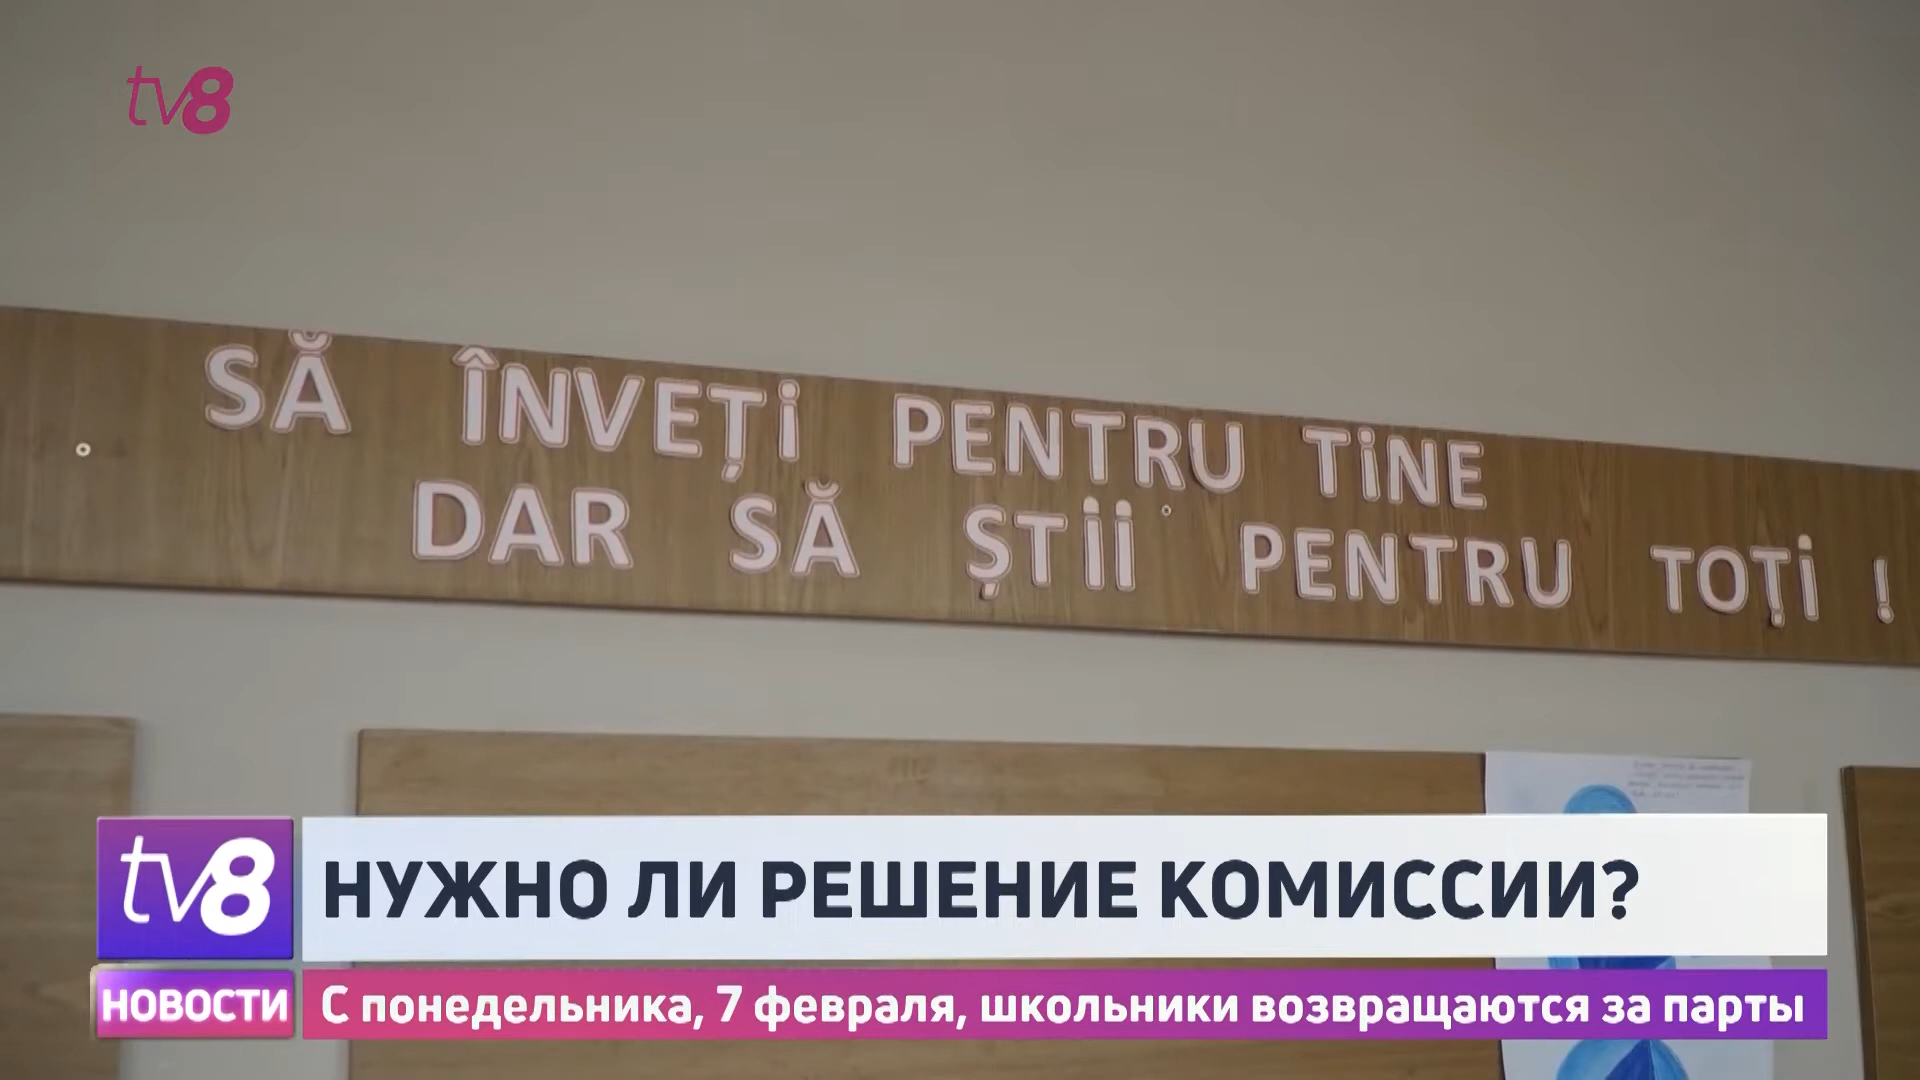 tv8
SĂ ÎNVEȚI PENTRU TINE
DAR SĂ ȘTII PENTRU TOȚI !
tv8
НУЖНО ЛИ РЕШЕНИЕ КОМИССИИ?
НОВОСТИ
С понедельника, 7 февраля, школьники возвращаются за парты